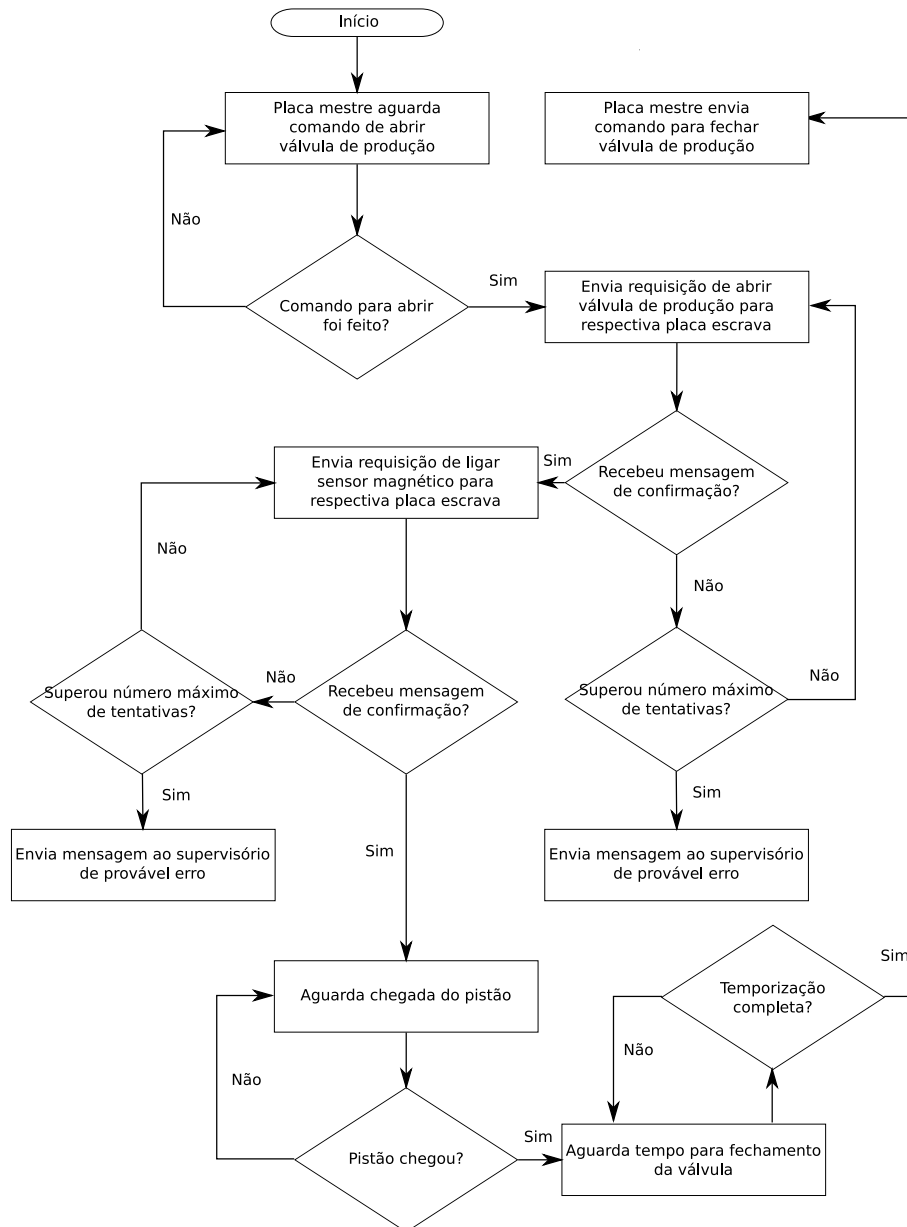 Início
Placa mestre aguarda
comando de abrir
válvula de produção
Placa mestre envia
comando para fechar
válvula de produção
Não
Comando para abrir
foi feito?
Sim
Envia requisição de abrir
válvula de produção para
respectiva placa escrava
Envia requisição de ligar
sensor magnético para
respectiva placa escrava
Sim
Recebeu mensagem
de confirmação?
Não
Não
Superou número máximo
de tentativas?
Não
Recebeu mensagem
de confirmação?
Superou número máximo
de tentativas?
Não
Sim
Sim
Envia mensagem ao supervisório
de provável erro
Sim
Envia mensagem ao supervisório
de provável erro
Aguarda chegada do pistão
Temporização
completa?
Sim
Não
Não
Pistão chegou?
Sim
Aguarda tempo para fechamento
da válvula